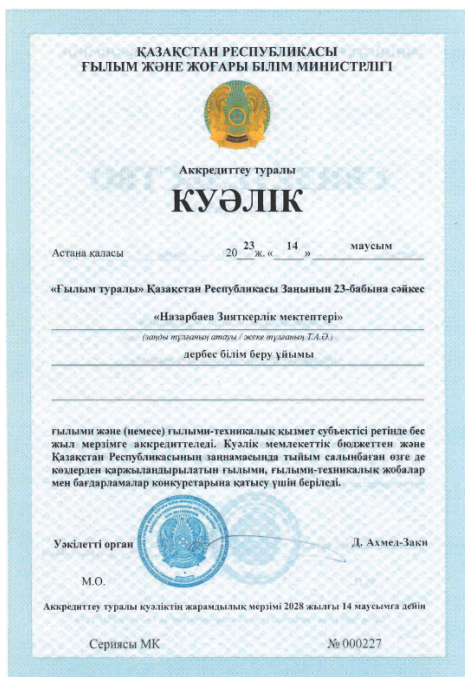 ҚАЗАҚСТАН РЕСПУБЛИКАСЫ
ҒЫЛЫМ ЖӘНЕ ЖОҒАРЫ БІЛІМ МИНИСТРЛІГІ
Аккредиттеу туралы
КУӘЛІК
Астана қаласы 20 23 ж. « 14 » маусым
«Ғылым туралы» Қазақстан Республикасы Заңының 23-бабына сәйкес
«Назарбаев Зияткерлік мектептері»
(заңды тұлғаның атауы / жеке тұлғаның Т.А.Ә.)
дербес білім беру ұйымы
ғылыми және (немесе) ғылыми-техникалық қызмет субъектісі ретінде бес
жыл мерзімге аккредиттеледі. Куәлік мемлекеттік бюджеттен және
Қазақстан Республикасының заңнамасында тыйым салынбаған өзге де
көздерден қаржыландырылатын ғылыми, ғылыми-техникалық жобалар
мен бағдарламалар конкурстарына қатысу үшін беріледі.
Уәкілетті орган Д. Ахмед-Заки
М.О.
Аккредиттеу туралы куәліктің жарамдылық мерзімі 2028 жылғы 14 маусымға дейін
Сериясы МК № 000227